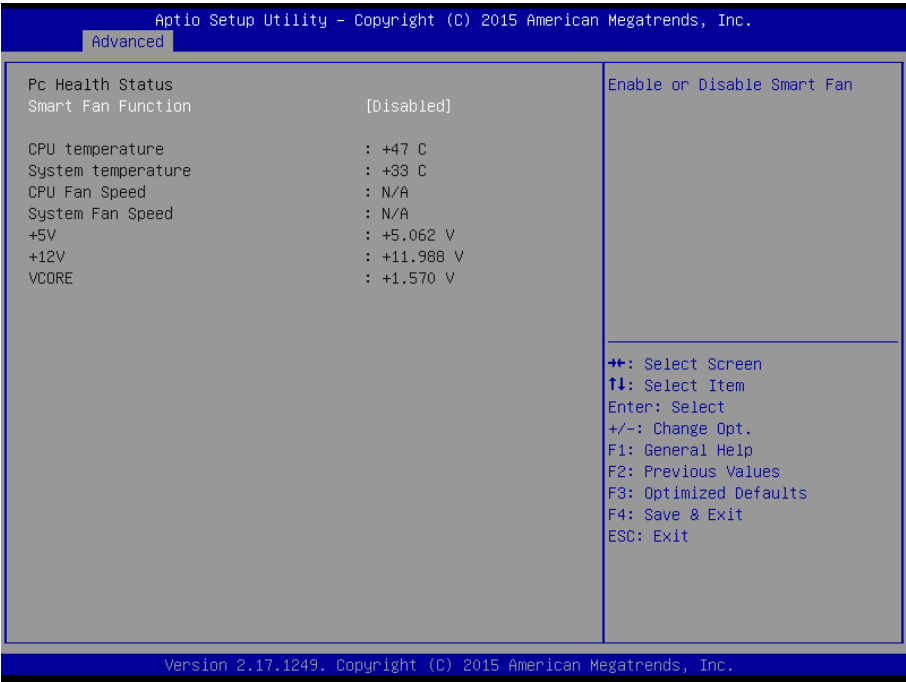 Aptio Setup Utility – Copyright (C) 2015 American Megatrends, Inc.
Advanced
Pc Health Status
Smart Fan Function [Disabled]
CPU temperature : +47 C
System temperature : +33 C
CPU Fan Speed : N/A
System Fan Speed : N/A
+5V : +5.062 V
+12V : +11.988 V
VCORE : +1.570 V
Enable or Disable Smart Fan
→←: Select Screen
↑↓: Select Item
Enter: Select
+/-: Change Opt.
F1: General Help
F2: Previous Values
F3: Optimized Defaults
F4: Save & Exit
ESC: Exit
Version 2.17.1249. Copyright (C) 2015 American Megatrends, Inc.